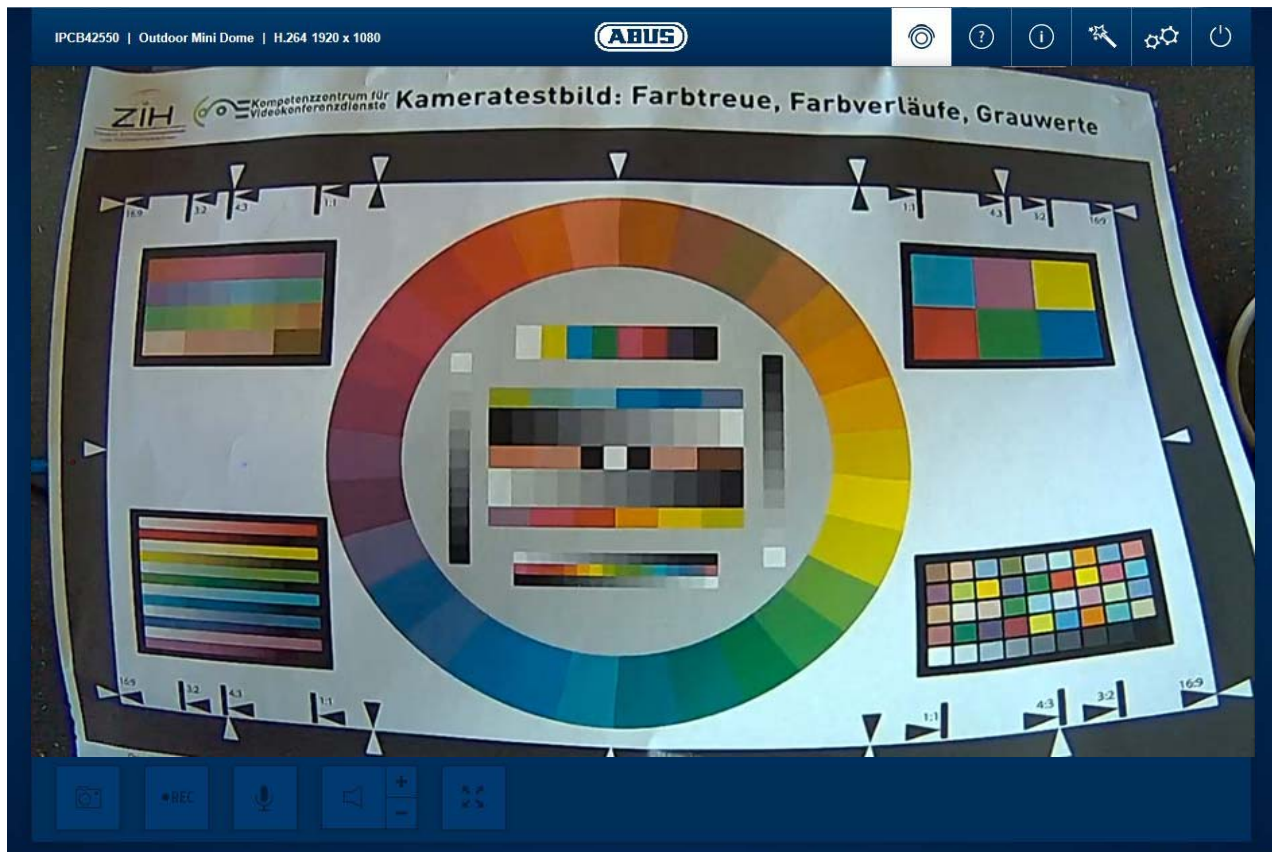 IPCB42550 | Outdoor Mini Dome | H.264 1920 x 1080
ABUS
ZIH
Kompetenzzentrum für
Videokonferenzdienste
Kameratestbild: Farbtreue, Farbverläufe, Grauwerte
16:9 3:2 4:3 1:1 1:1 4:3 3:2 16:9
16:9 3:2 4:3 1:1 1:1 4:3 3:2 16:9
REC